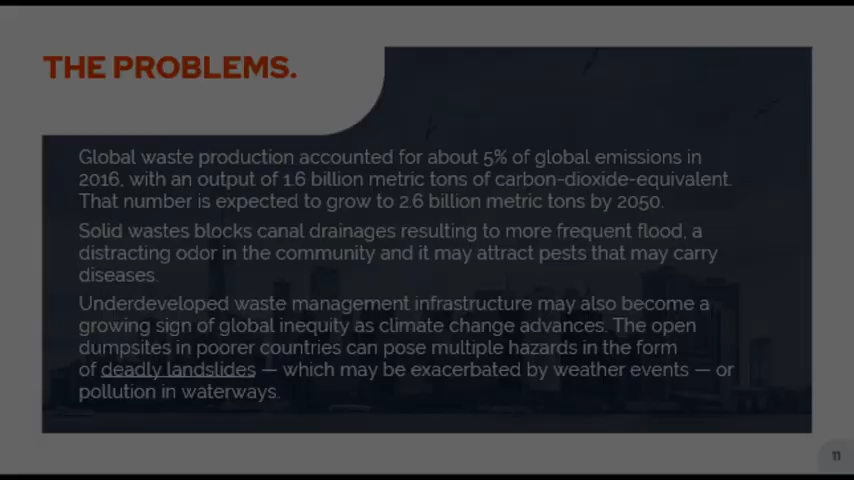 THE PROBLEMS.
Global waste production accounted for about 5% of global emissions in
2016, with an output of 1.6 billion metric tons of carbon-dioxide-equivalent.
That number is expected to grow to 2.6 billion metric tons by 2050.
Solid wastes blocks canal drainages resulting to more frequent flood, a
distracting odor in the community and it may attract pests that may carry
diseases.
Underdeveloped waste management infrastructure may also become a
growing sign of global inequity as climate change advances. The open
dumpsites in poorer countries can pose multiple hazards in the form
of deadly landslides — which may be exacerbated by weather events — or
pollution in waterways.
11